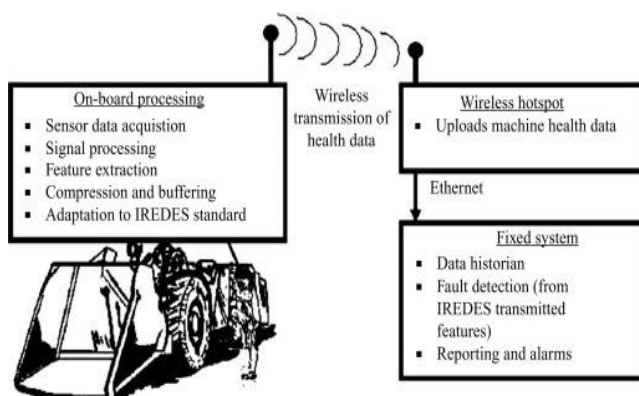 On-board processing
▪ Sensor data acquistion
▪ Signal processing
▪ Feature extraction
▪ Compression and buffering
▪ Adaptation to IREDES standard
Wireless
transmission of
health data
Wireless hotspot
▪ Uploads machine health data
Ethernet
Fixed system
▪ Data historian
▪ Fault detection (from
IREDES transmitted
features)
▪ Reporting and alarms